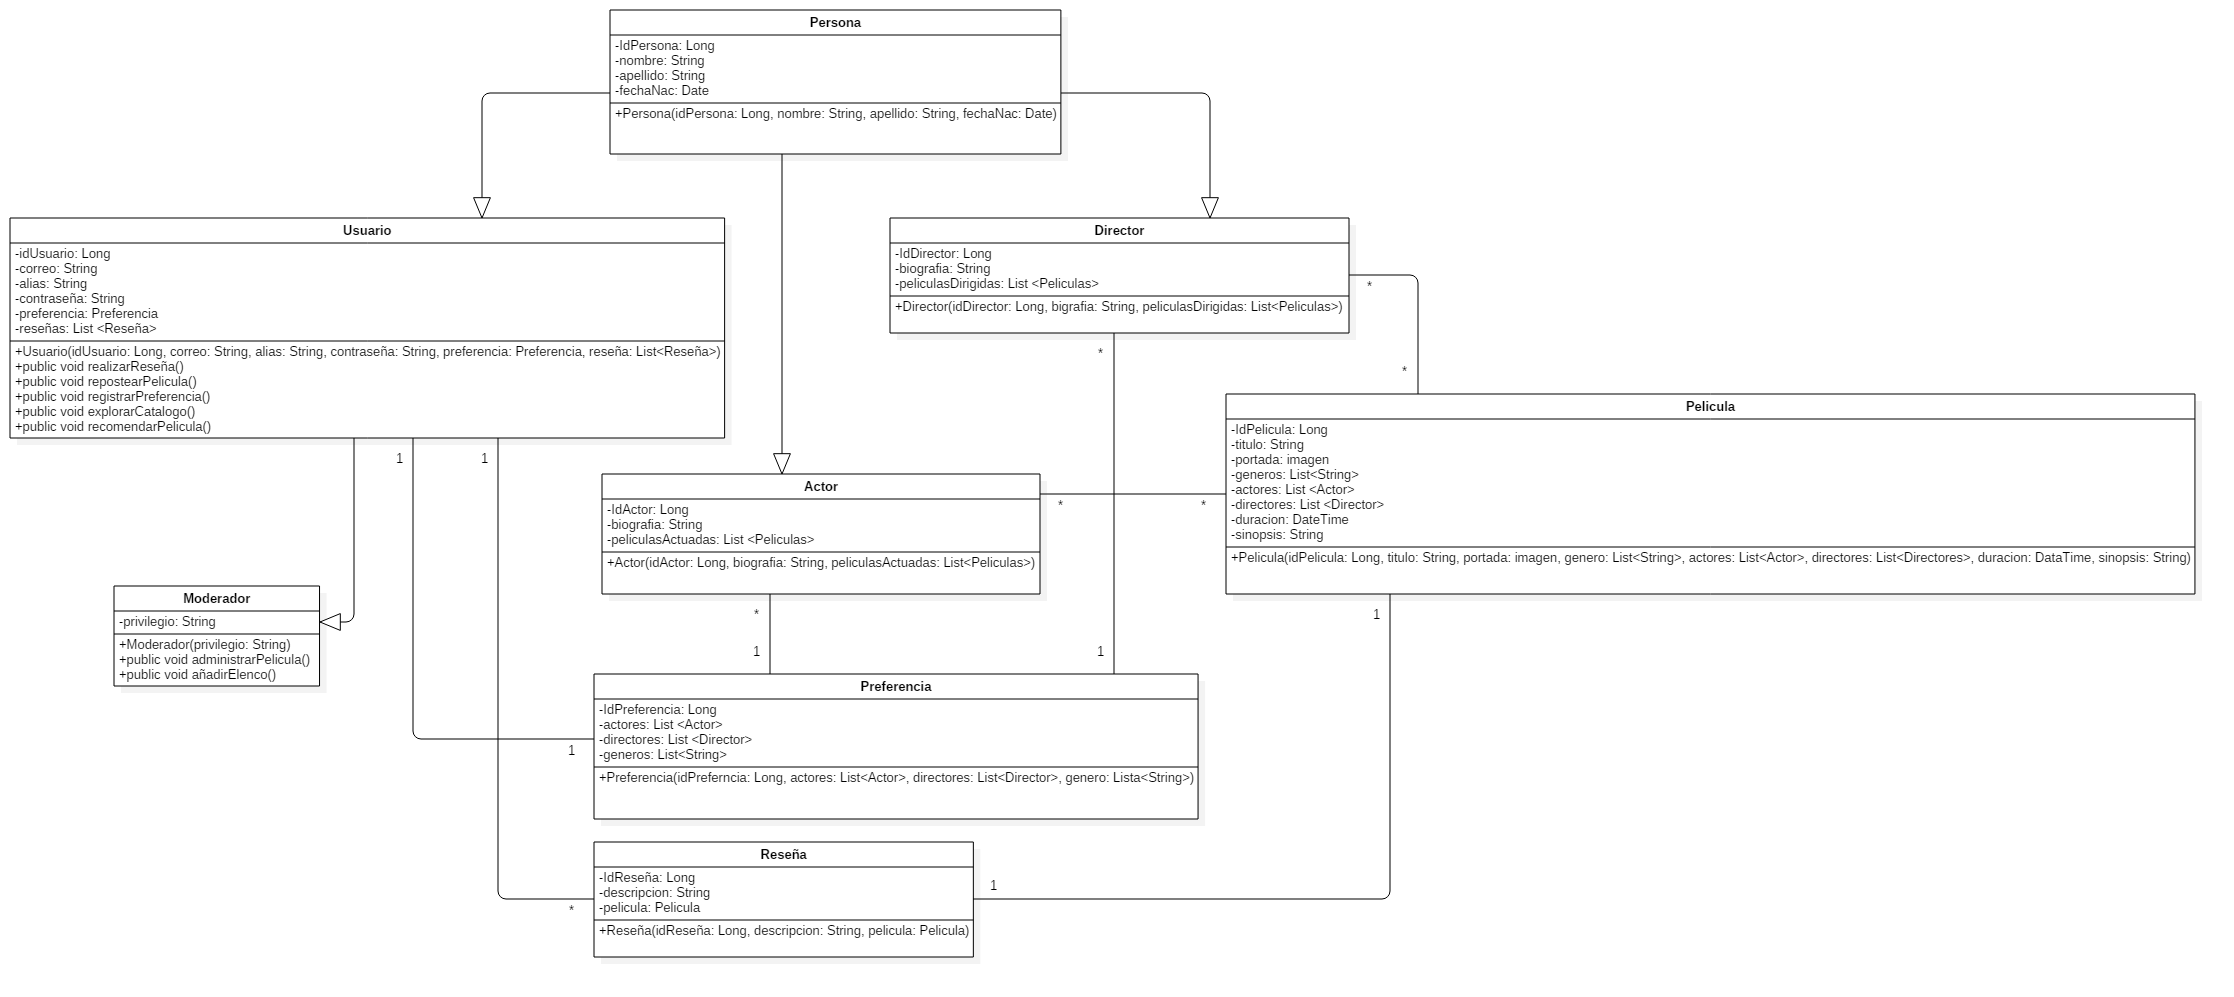 Persona
-IdPersona: Long
-nombre: String
-apellido: String
-fechaNac: Date
+Persona(idPersona: Long, nombre: String, apellido: String, fechaNac: Date)
Usuario
-idUsuario: Long
-correo: String
-alias: String
-contraseña: String
-preferencia: Preferencia
-reseñas: List <Reseña>
+Usuario(idUsuario: Long, correo: String, alias: String, contraseña: String, preferencia: Preferencia, reseña: List<Reseña>)
+public void realizarReseña()
+public void repostearPelicula()
+public void registrarPreferencia()
+public void explorarCatalogo()
+public void recomendarPelicula()
Director
-IdDirector: Long
-biografia: String
-peliculasDirigidas: List <Peliculas>
+Director(idDirector: Long, bigrafia: String, peliculasDirigidas: List<Peliculas>)
*
*
*
1
1
Pelicula
-IdPelicula: Long
-titulo: String
-portada: imagen
-generos: List<String>
-actores: List <Actor>
-directores: List <Director>
-duracion: DateTime
-sinopsis: String
+Pelicula(idPelicula: Long, titulo: String, portada: imagen, genero: List<String>, actores: List<Actor>, directores: List<Directores>, duracion: DataTime, sinopsis: String)
Actor
-IdActor: Long
-biografia: String
-peliculasActuadas: List <Peliculas>
+Actor(idActor: Long, biografia: String, peliculasActuadas: List<Peliculas>)
*
*
Moderador
-privilegio: String
+Moderador(privilegio: String)
+public void administrarPelicula()
+public void añadirElenco()
*
1
1
1
Preferencia
-IdPreferencia: Long
-actores: List <Actor>
-directores: List <Director>
-generos: List<String>
+Preferencia(idPreferncia: Long, actores: List<Actor>, directores: List<Director>, genero: Lista<String>)
1
Reseña
-IdReseña: Long
-descripcion: String
-pelicula: Pelicula
+Reseña(idReseña: Long, descripcion: String, pelicula: Pelicula)
1
*